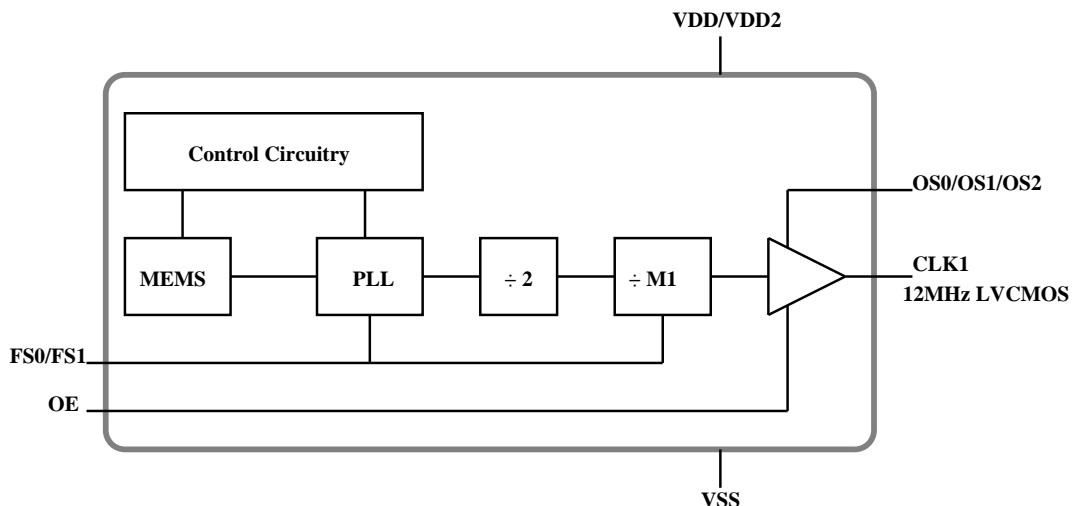 VDD/VDD2
Control Circuitry
OS0/OS1/OS2
MEMS
PLL
÷ 2
÷ M1
CLK1
12MHz LVCMOS
FS0/FS1
OE
VSS